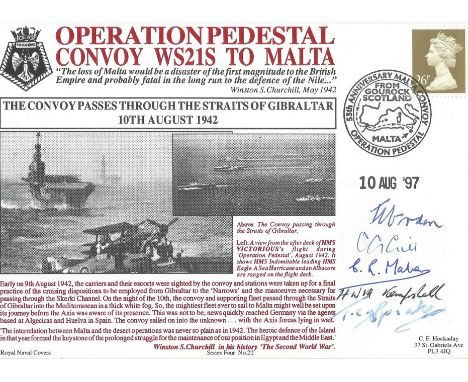 OPERATION PEDESTAL
CONVOY WS21S TO MALTA
"The loss of Malta would be a disaster of the first magnitude to the British
Empire and probably fatal in the long run to the defence of the Nile..."
Winston S. Churchill, May 1942
THE CONVOY PASSES THROUGH THE STRAITS OF GIBRALTAR
10TH AUGUST 1942
Above: The Convoy passing
through the Straits of Gibraltar.
Left: A view from the after deck of HMS
VICTORIOUS's flight during
'Operation Pedestal', August 1942. It
shows HMS Indomitable leading HMS
Eagle. A Sea Hurricane and an Albacore
are ranged on the flight deck.
Early on 9th August 1942, the carriers and their escorts were sighted by the convoy and stations were taken up for a final
practice of the cruising dispositions to be employed from Gibraltar to the 'Narrows' and the manoeuvre necessary for
passing through the Skerki Channel. On the night of the 10th, the convoy and supporting fleet passed through the Straits
of Gibraltar into the Mediterranean in a thick white fog. So, the mightiest fleet ever to sail to Malta might well be set upon
its journey before the Axis was aware of its presence. This was not to be, news quickly reached Germany via the agents
based at Algeciras and Huelva in Spain. The convoy sailed on into the unknown ... with the Axis forces lying in wait.
"The interrelation between Malta and the desert operations was never so plain as in 1942. The heroic defence of the Island
in that year formed the keystone of the prolonged struggle for the maintenance of our position in Egypt and the Middle East."
Winston S. Churchill in his history 'The Second World War'.
Royal Naval Covers
Series Four No.22
26P
55th ANNIVERSARY MALTA CONVOY
FROM
GOUROCK
SCOTLAND
MALTA
OPERATION PEDESTAL
10 AUG '97
C. F. Hockaday
37 St. Gabriels Ave
PL3 4JQ